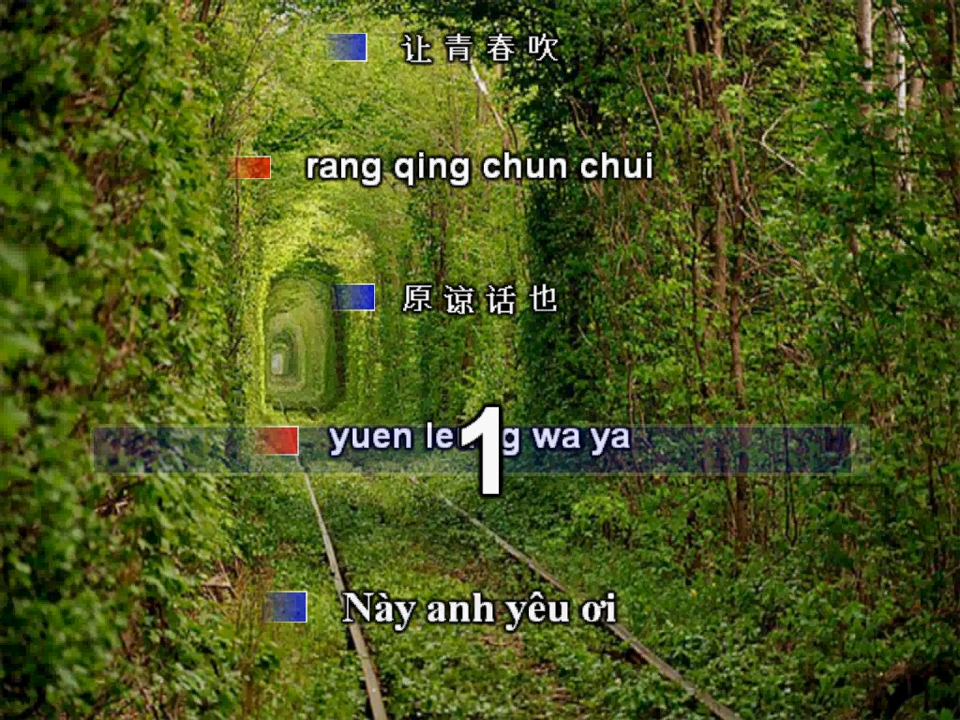 让青春吹
rang qing chun chui
原谅话也
yuen le g wa ya
1
Này anh yêu ơi